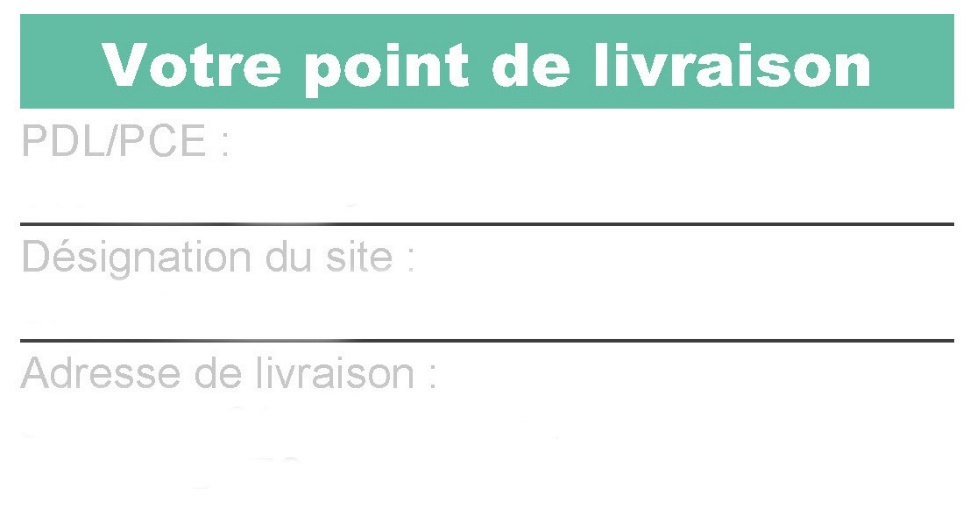 Votre point de livraison
PDL/PCE :
Désignation du site :
Adresse de livraison :